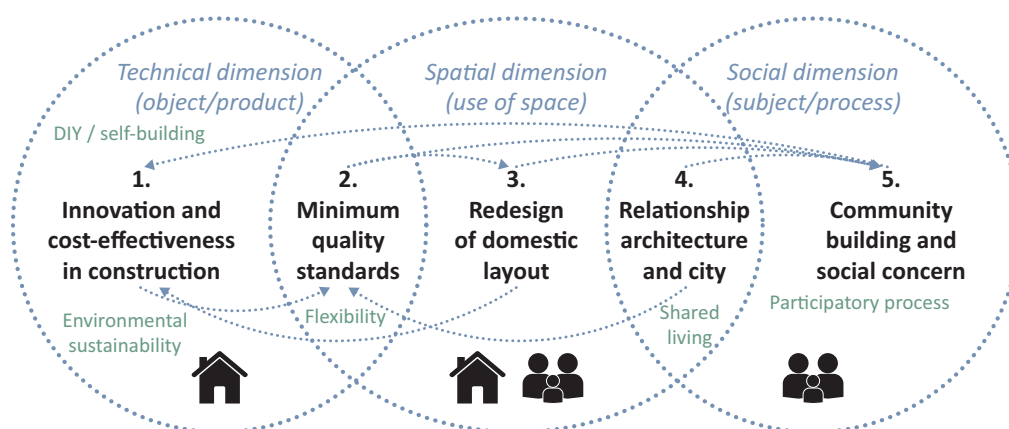 Technical dimension
(object/product)
Spatial dimension
(use of space)
Social dimension
(subject/process)
DIY / self-building
1.
Innovation and
cost-effectiveness
in construction
2.
Minimum
quality
standards
3.
Redesign
of domestic
layout
4.
Relationship
architecture
and city
5.
Community
building and
social concern
Environmental
sustainability
Flexibility
Shared
living
Participatory process